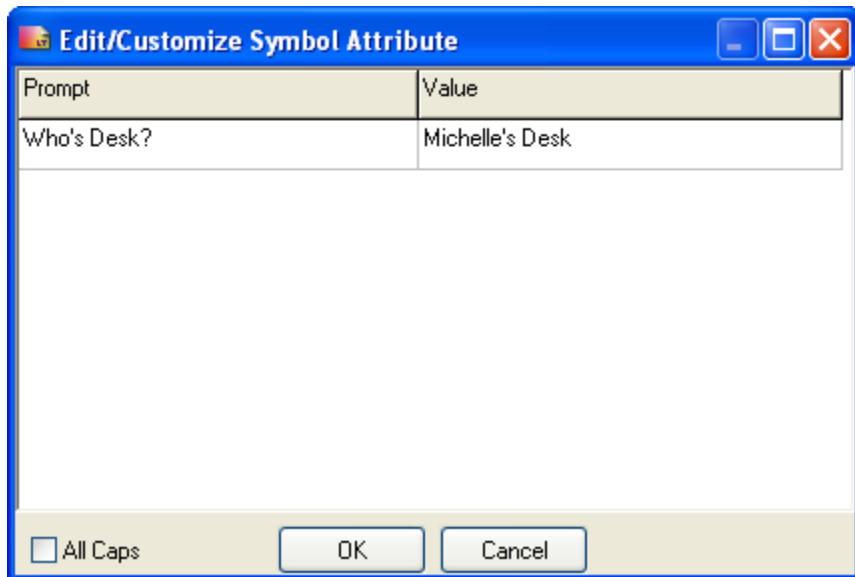 Edit/Customize Symbol Attribute
Prompt Value
Who's Desk? Michelle's Desk
All Caps OK Cancel